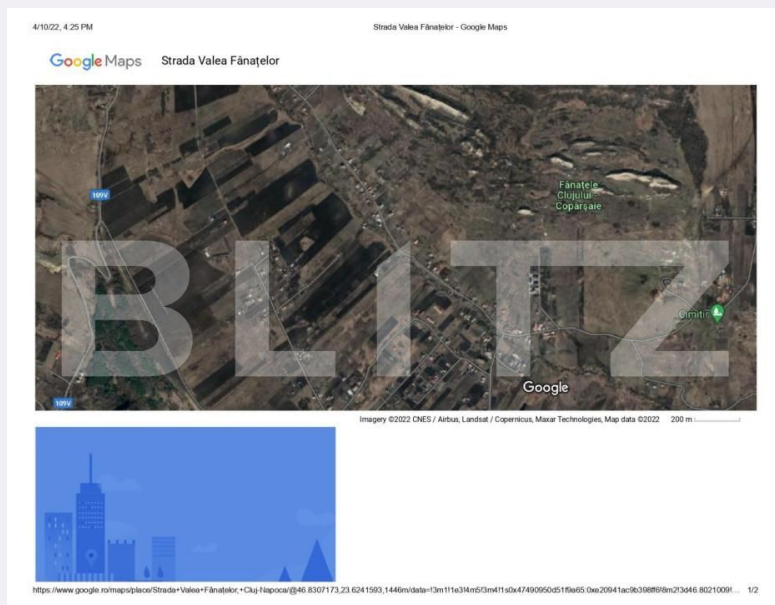 4/10/22, 4:25 PM
Strada Valea Fânațelor - Google Maps
Google Maps
Strada Valea Fânațelor
109V
Fânațele
Clujului -
Copârșaie
BLITZ
Cimitir
Google
109V
Imagery ©2022 CNES / Airbus, Landsat / Copernicus, Maxar Technologies, Map data ©2022
200 m
https://www.google.ro/maps/place/Strada+Valea+Fânațelor,+Cluj-Napoca/@46.8307173,23.6241593,1446m/data=!3m1!1e3!4m5!3m4!1s0x47490950d51f9a65:0xe20941ac9b398ff6!8m2!3d46.8021009!...
1/2